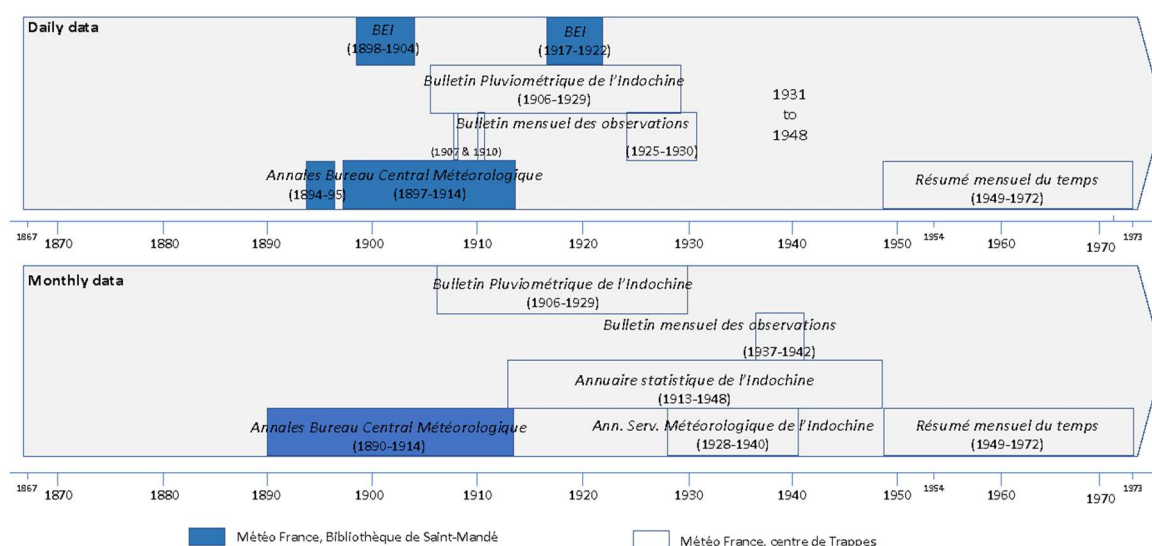 Daily data
BEI
(1898-1904)
BEI
(1917-1922)
Bulletin Pluviométrique de l'Indochine
(1906-1929)
1931
to
1948
Bulletin mensuel des observations
(1907 & 1910)
(1925-1930)
Annales Bureau Central Météorologique
(1894-95)
(1897-1914)
Résumé mensuel du temps
(1949-1972)
1867 1870 1880 1890 1900 1910 1920 1930 1940 1950 1954 1960 1970 1973
Monthly data
Bulletin Pluviométrique de l'Indochine
(1906-1929)
Bulletin mensuel des observations
(1937-1942)
Annuaire statistique de l'Indochine
(1913-1948)
Annales Bureau Central Météorologique
(1890-1914)
Ann. Serv. Météorologique de l'indochine
(1928-1940)
Résumé mensuel du temps
(1949-1972)
1867 1870 1880 1890 1900 1910 1920 1930 1940 1950 1954 1960 1970 1973
Météo France, Bibliothèque de Saint-Mandé
Météo France, centre de Trappes